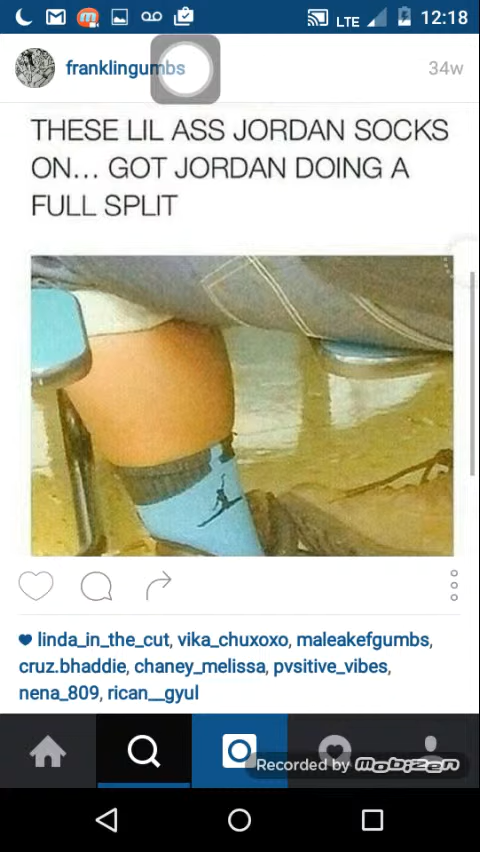 LTE 12:18
franklingumbs 34w
THESE LIL ASS JORDAN SOCKS
ON... GOT JORDAN DOING A
FULL SPLIT
linda_in_the_cut, vika_chuxoxo, maleakefgumbs,
cruz.bhaddie, chaney_melissa, pvsitive_vibes,
nena_809, rican__gyul
Recorded by mobizen